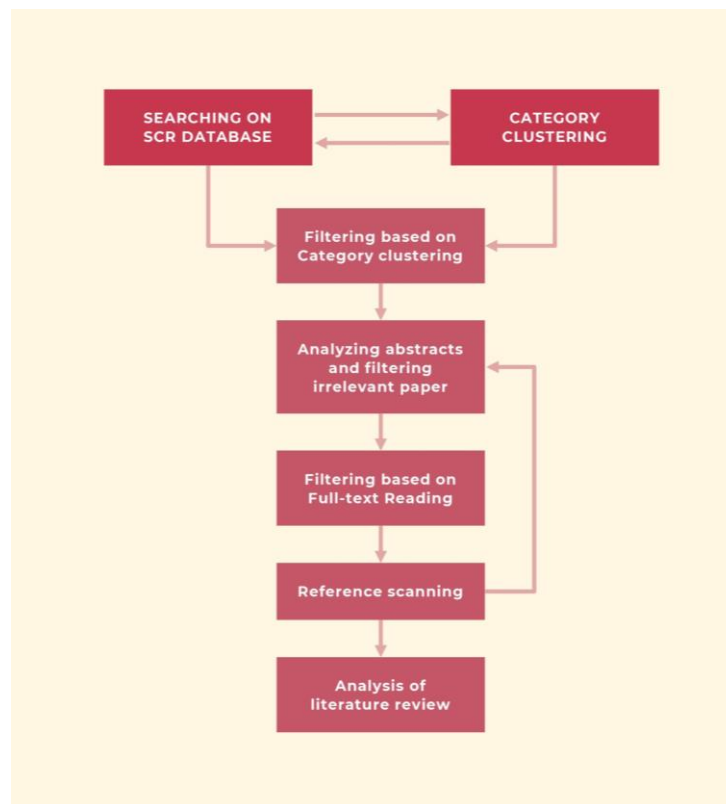 SEARCHING ON
SCR DATABASE
CATEGORY
CLUSTERING
Filtering based on
Category clustering
Analyzing abstracts
and filtering
irrelevant paper
Filtering based on
Full-text Reading
Reference scanning
Analysis of
literature review